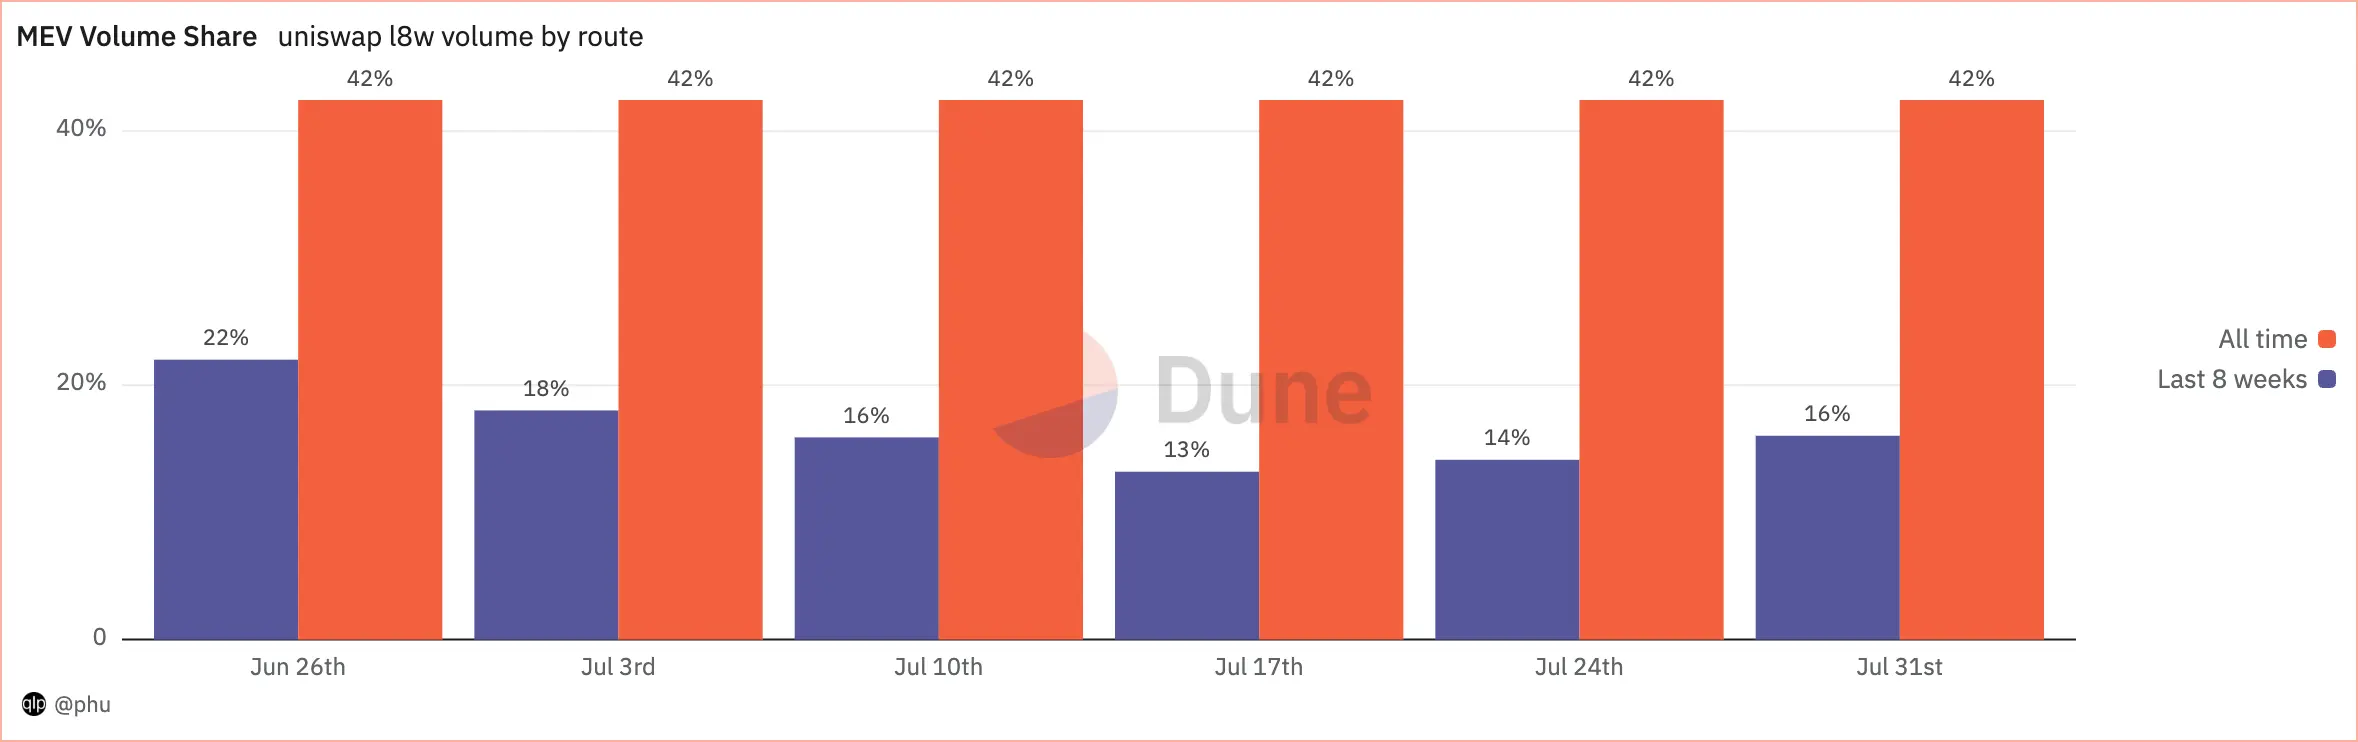 MEV Volume Share uniswap l8w volume by route
42% 42% 42% 42% 42% 42%
40%
22%
18%
16%
13%
14%
16%
20%
0
Jun 26th Jul 3rd Jul 10th Jul 17th Jul 24th Jul 31st
All time
Last 8 weeks
Dune
qlp @phu